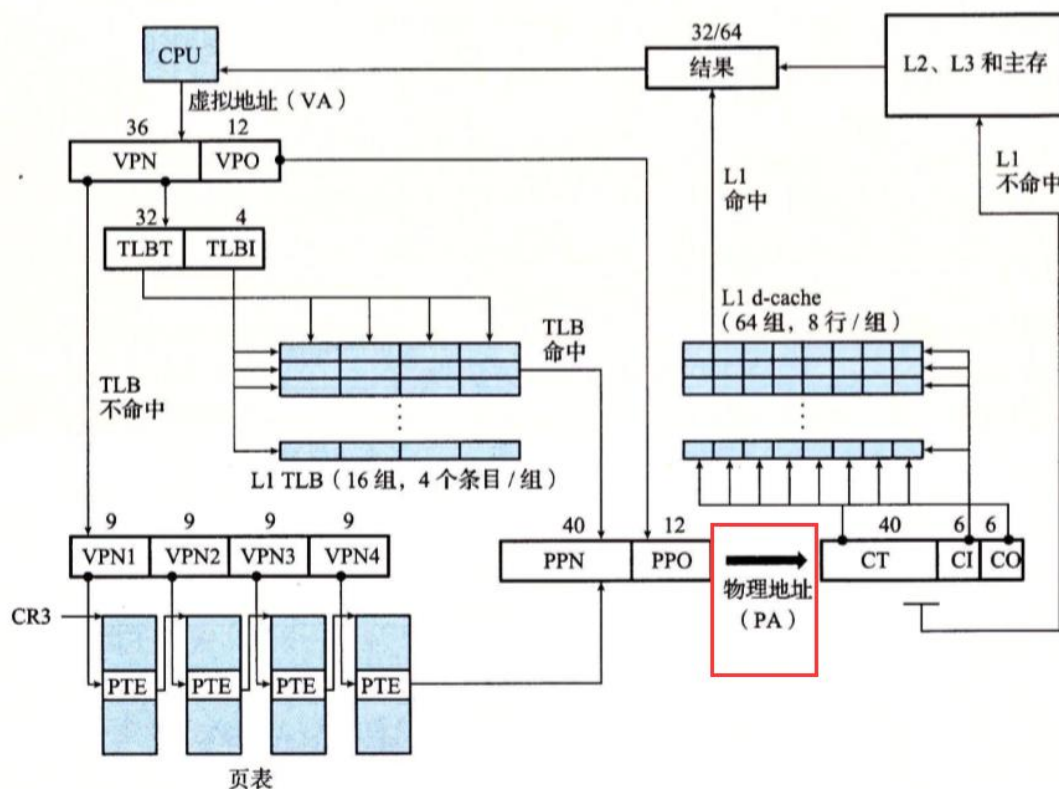 CPU
32/64
结果
L2、L3 和主存
虚拟地址（VA）
36
12
VPN
VPO
L1
命中
L1
不命中
32
4
TLBT
TLBI
L1 d-cache
（64 组，8 行/组）
TLB
命中
TLB
不命中
L1 TLB（16 组，4 个条目/组）
9
9
9
9
VPN1
VPN2
VPN3
VPN4
40
12
PPN
PPO
物理地址
（PA）
40
6
6
CT
CI
CO
CR3
PTE
PTE
PTE
PTE
页表